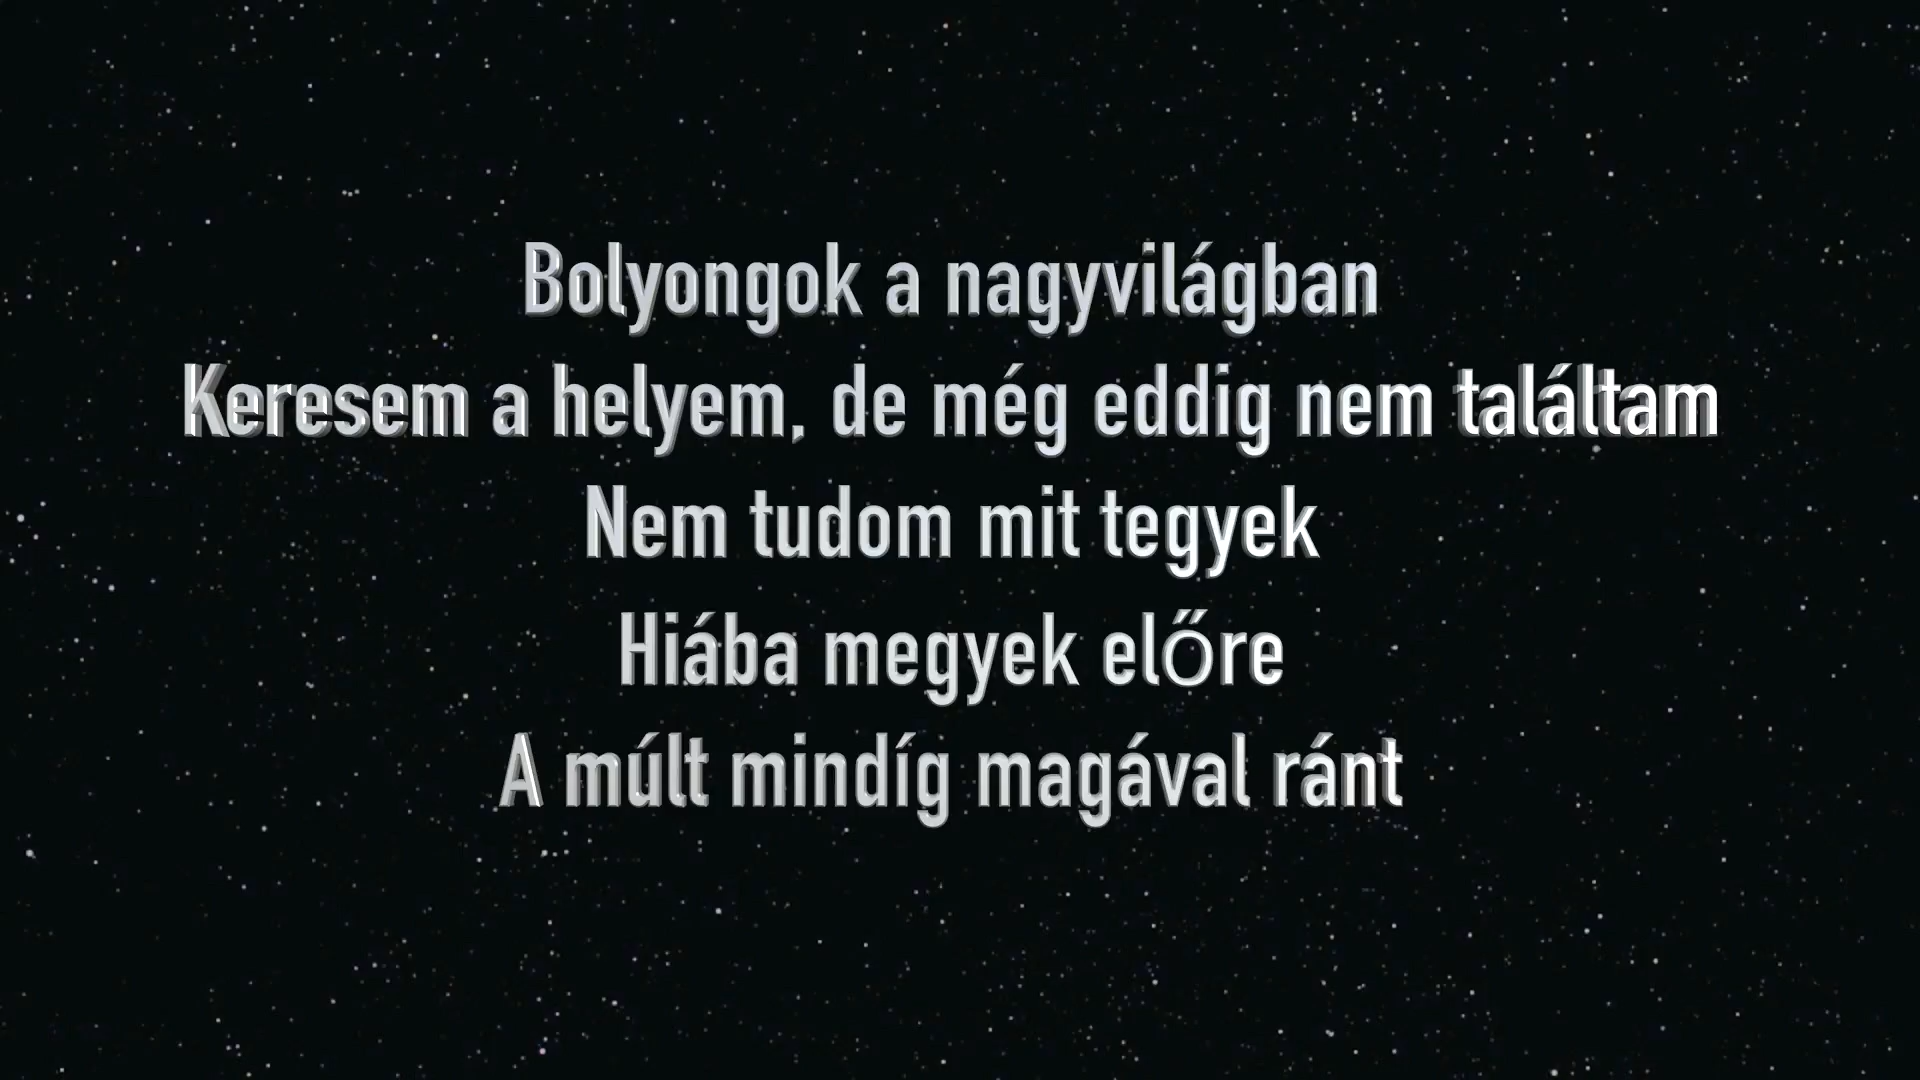 Bolyongok a nagyvilágban
Keresem a helyem, de még eddig nem találtam
Nem tudom mit tegyek
Hiába megyek előre
A múlt mindíg magával ránt